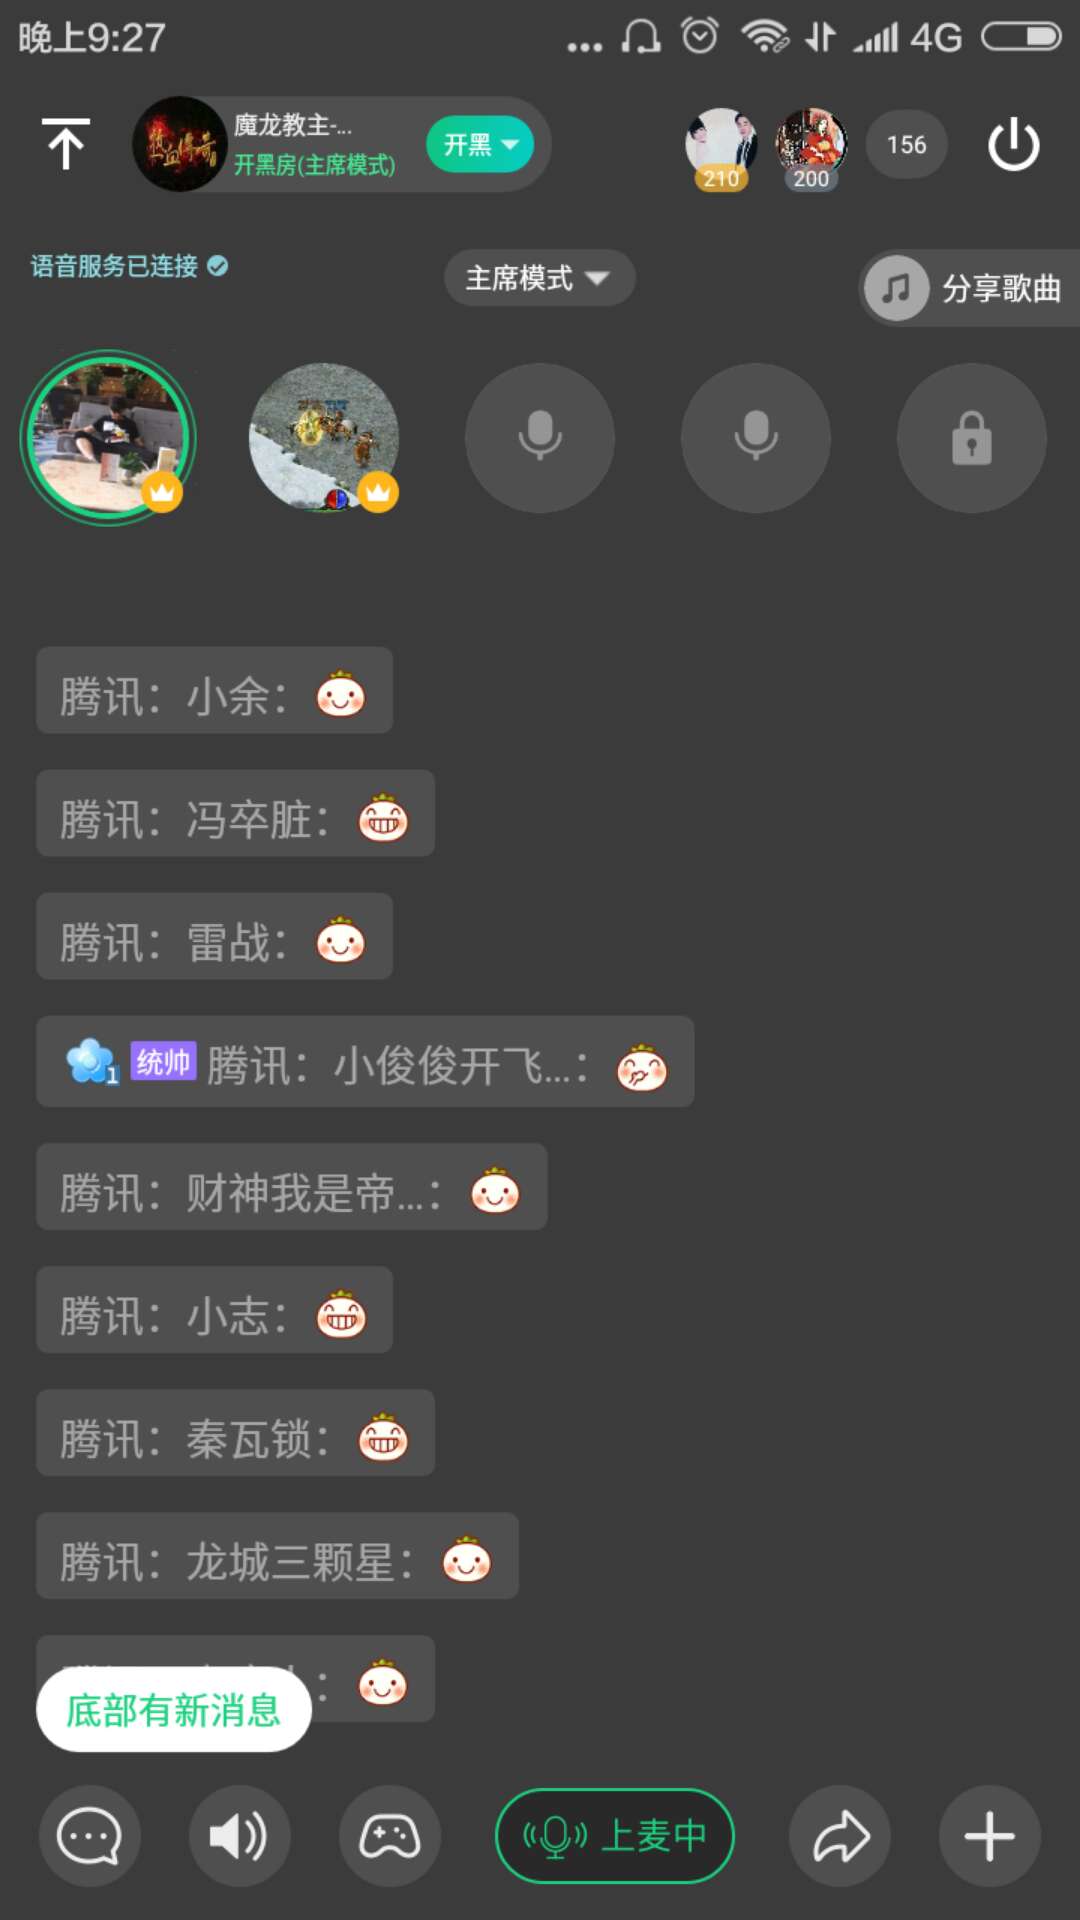 晚上9:27
4G
热血传奇
魔龙教主-...
开黑房(主席模式)
开黑
210
200
156
语音服务已连接
主席模式
分享歌曲
腾讯：小余：
腾讯：冯卒脏：
腾讯：雷战：
1 统帅 腾讯：小俊俊开飞...：
腾讯：财神我是帝...：
腾讯：小志：
腾讯：秦瓦锁：
腾讯：龙城三颗星：
底部有新消息
上麦中